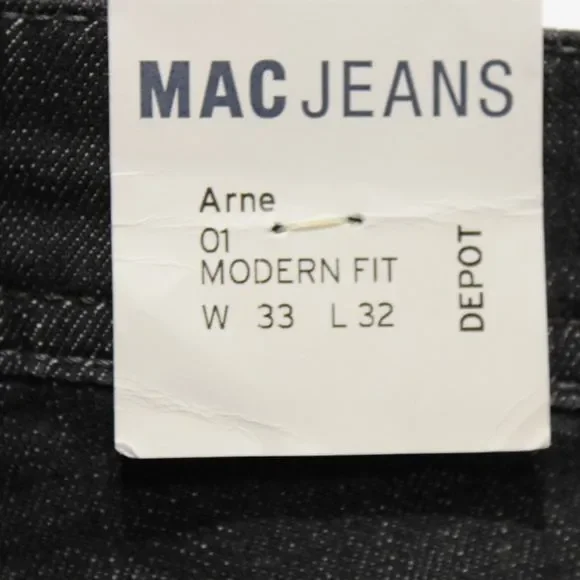 MAC JEANS
Arne
01
MODERN FIT
W 33 L 32
DEPOT